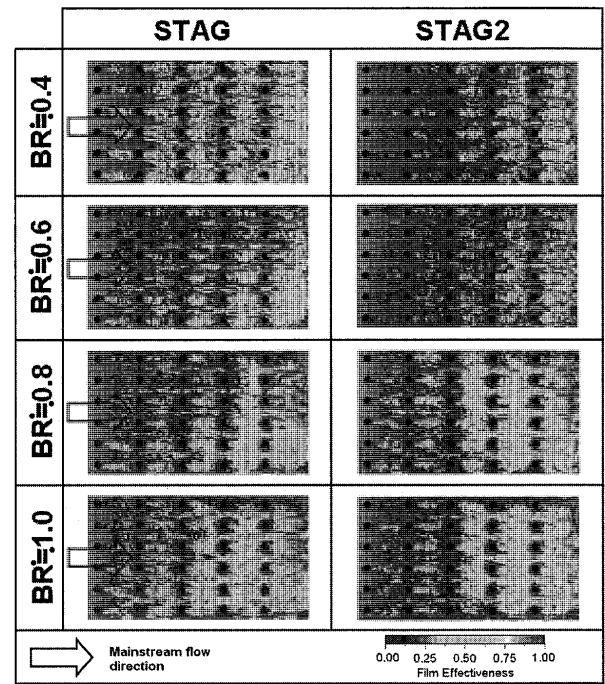 STAG STAG2
BR≒0.4
BR≒0.6
BR≒0.8
BR≒1.0
Mainstream flow
direction
0.00 0.25 0.50 0.75 1.00
Film Effectiveness